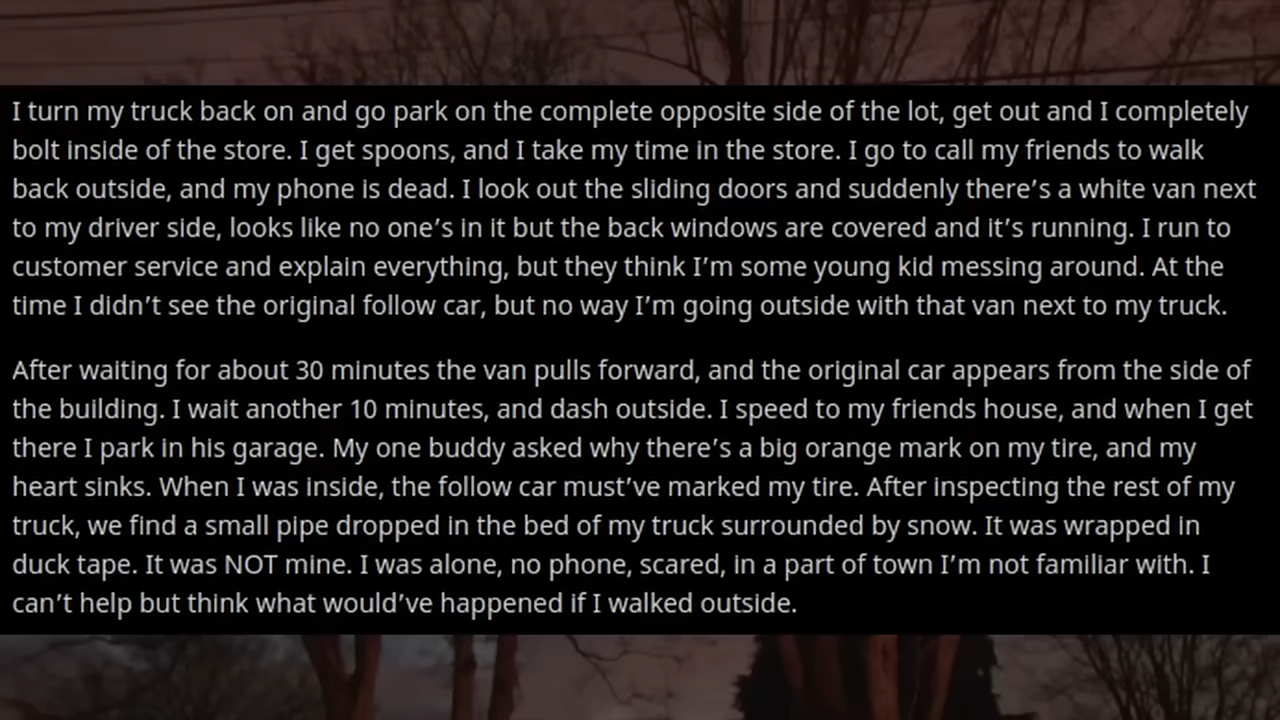 I turn my truck back on and go park on the complete opposite side of the lot, get out and I completely
bolt inside of the store. I get spoons, and I take my time in the store. I go to call my friends to walk
back outside, and my phone is dead. I look out the sliding doors and suddenly there’s a white van next
to my driver side, looks like no one’s in it but the back windows are covered and it’s running. I run to
customer service and explain everything, but they think I’m some young kid messing around. At the
time I didn’t see the original follow car, but no way I’m going outside with that van next to my truck.
After waiting for about 30 minutes the van pulls forward, and the original car appears from the side of
the building. I wait another 10 minutes, and dash outside. I speed to my friends house, and when I get
there I park in his garage. My one buddy asked why there’s a big orange mark on my tire, and my
heart sinks. When I was inside, the follow car must’ve marked my tire. After inspecting the rest of my
truck, we find a small pipe dropped in the bed of my truck surrounded by snow. It was wrapped in
duck tape. It was NOT mine. I was alone, no phone, scared, in a part of town I’m not familiar with. I
can’t help but think what would’ve happened if I walked outside.